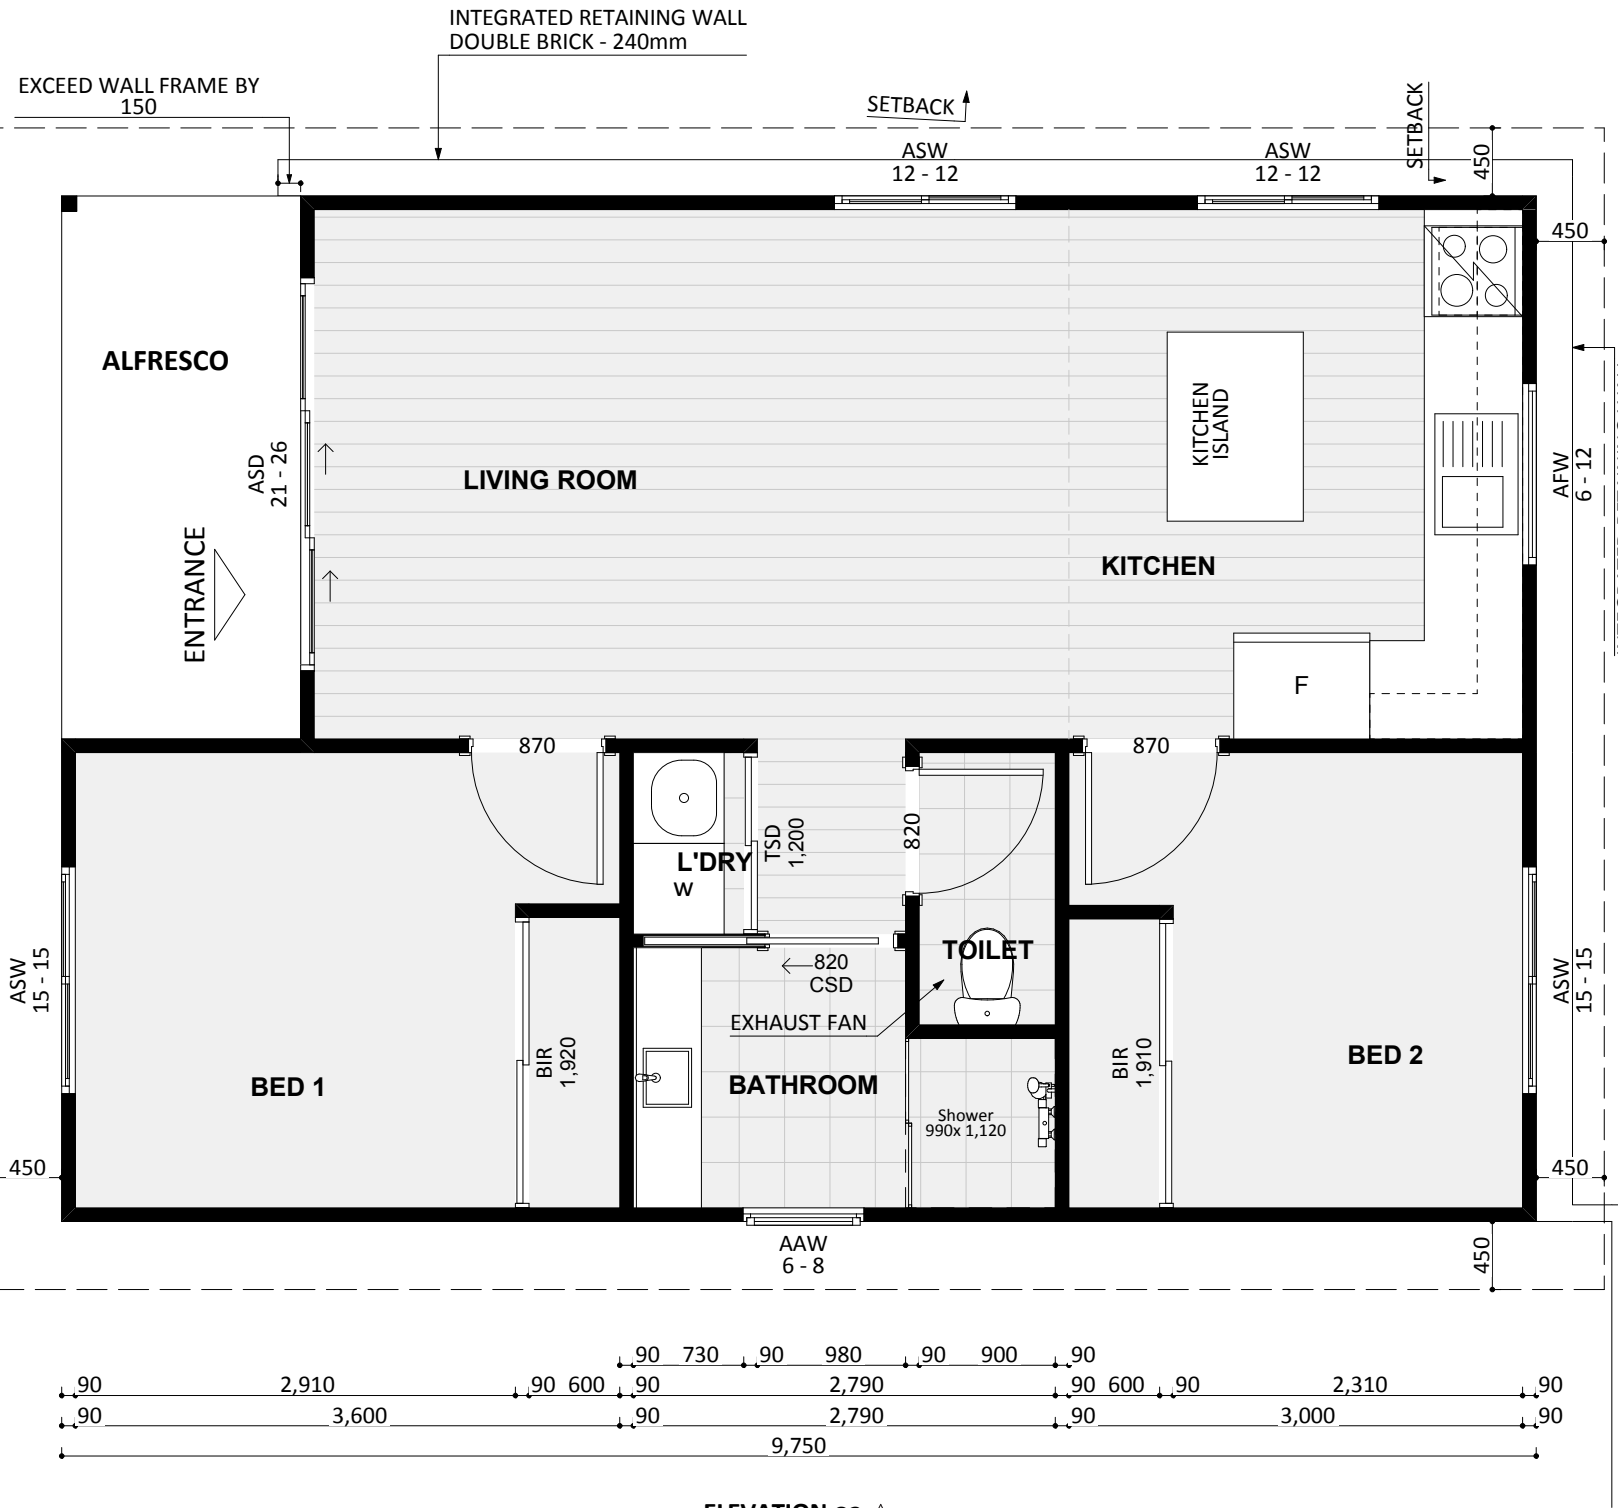 INTEGRATED RETAINING WALL
DOUBLE BRICK - 240mm
EXCEED WALL FRAME BY
150
SETBACK
SETBACK
ASW
12 - 12
ASW
12 - 12
450
450
ALFRESCO
ASD
21 - 26
ENTRANCE
LIVING ROOM
KITCHEN
ISLAND
KITCHEN
AFW
6 - 12
F
870
870
L'DRY
W
TSD
1,200
820
TOILET
820
CSD
EXHAUST FAN
ASW
15 - 15
ASW
15 - 15
BED 1
BIR
1,920
BATHROOM
Shower
990x 1,120
BIR
1,910
BED 2
450
450
AAW
6 - 8
450
90 730 90 980 90 900 90
90 2,910 90 600 90 2,790 90 600 90 2,310 90
90 3,600 90 2,790 90 3,000 90
9,750